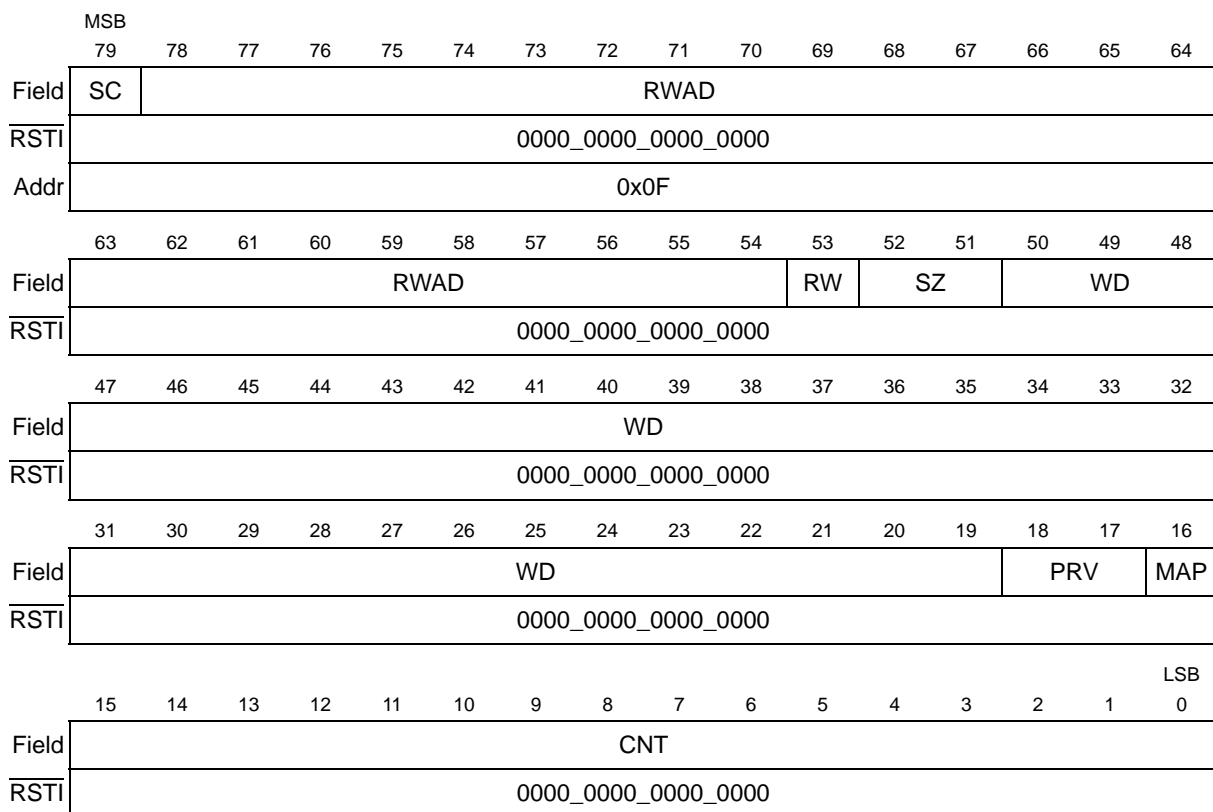 MSB
79 78 77 76 75 74 73 72 71 70 69 68 67 66 65 64
Field SC RWAD
RSTI 0000_0000_0000_0000
Addr 0x0F
63 62 61 60 59 58 57 56 55 54 53 52 51 50 49 48
Field RWAD RW SZ WD
RSTI 0000_0000_0000_0000
47 46 45 44 43 42 41 40 39 38 37 36 35 34 33 32
Field WD
RSTI 0000_0000_0000_0000
31 30 29 28 27 26 25 24 23 22 21 20 19 18 17 16
Field WD PRV MAP
RSTI 0000_0000_0000_0000
LSB
15 14 13 12 11 10 9 8 7 6 5 4 3 2 1 0
Field CNT
RSTI 0000_0000_0000_0000